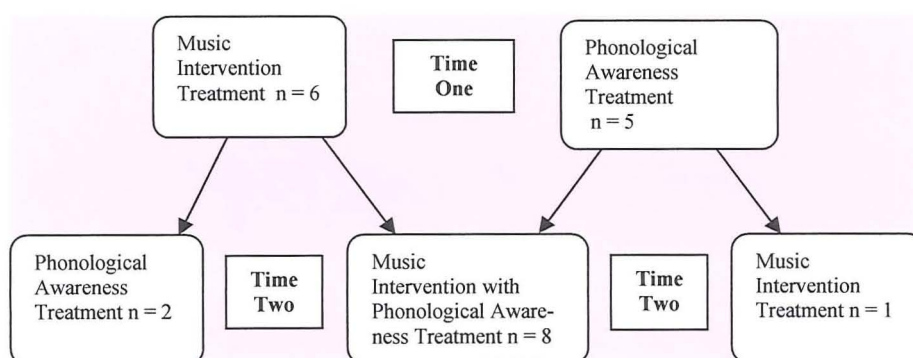 Music
Intervention
Treatment n = 6
Time
One
Phonological
Awareness
Treatment
n = 5
Phonological
Awareness
Treatment n = 2
Time
Two
Music
Intervention with
Phonological Aware-
ness Treatment n = 8
Time
Two
Music
Intervention
Treatment n = 1